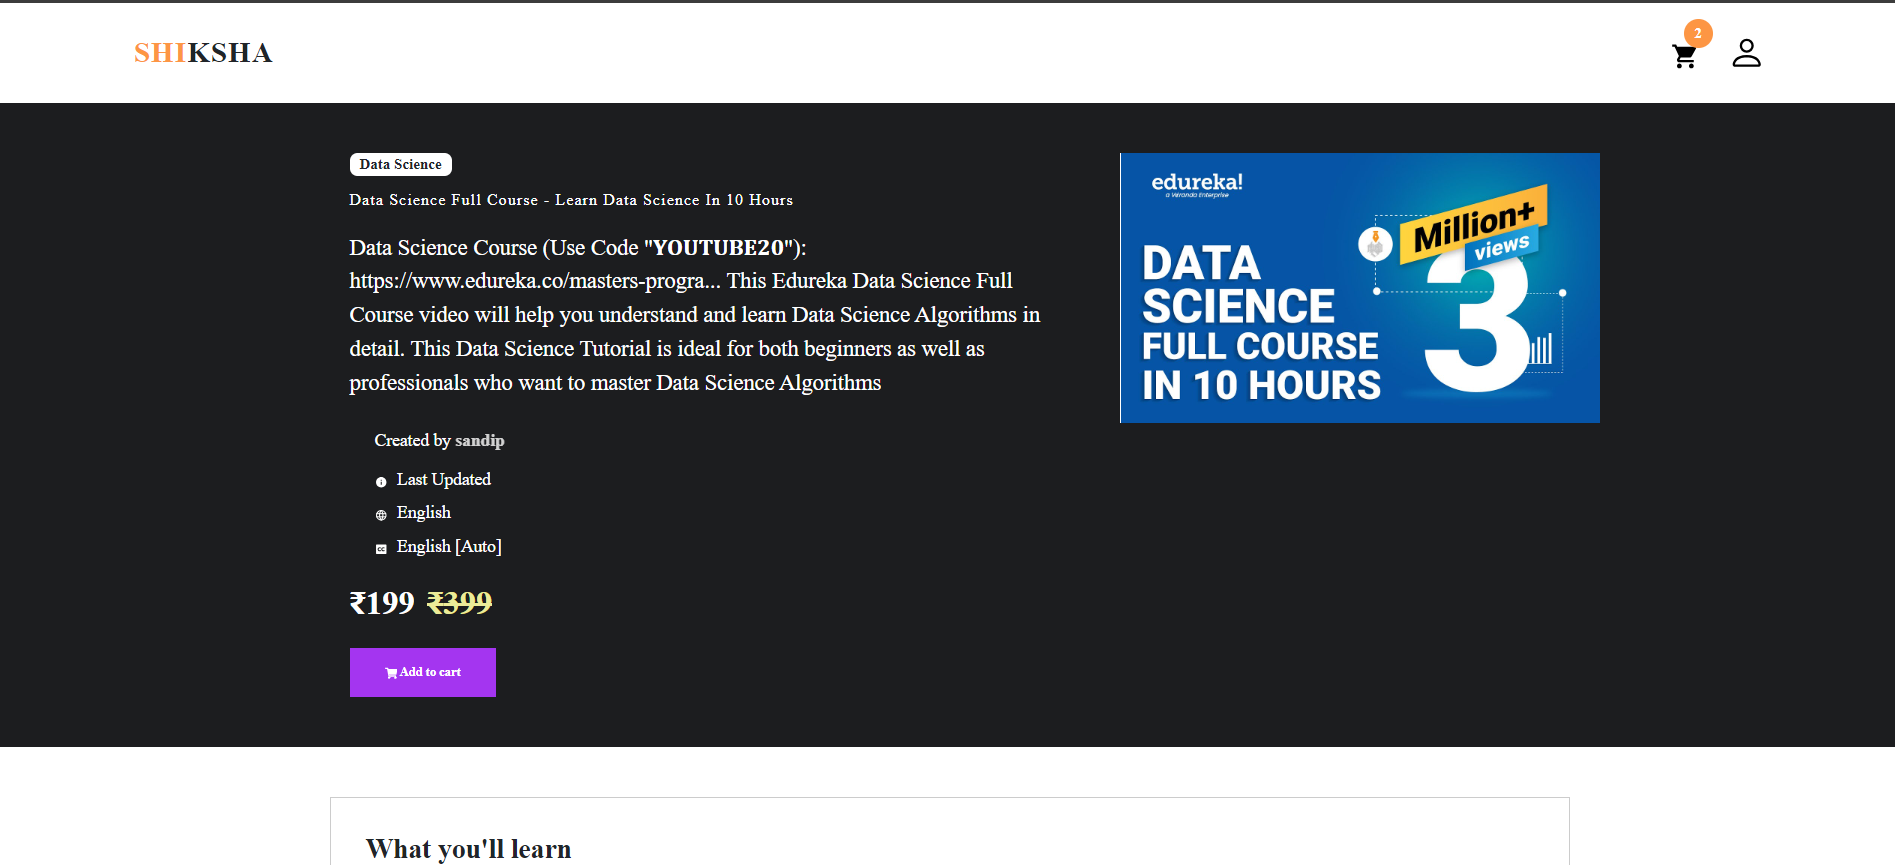 SHIKSHA
2
Data Science
Data Science Full Course - Learn Data Science In 10 Hours
Data Science Course (Use Code "YOUTUBE20"):
https://www.edureka.co/masters-progra... This Edureka Data Science Full
Course video will help you understand and learn Data Science Algorithms in
detail. This Data Science Tutorial is ideal for both beginners as well as
professionals who want to master Data Science Algorithms
Created by sandip
Last Updated
English
CC
English [Auto]
₹199 ₹399
Add to cart
edureka!
a Veranda Enterprise
Million+
views
3
DATA
SCIENCE
FULL COURSE
IN 10 HOURS
What you'll learn